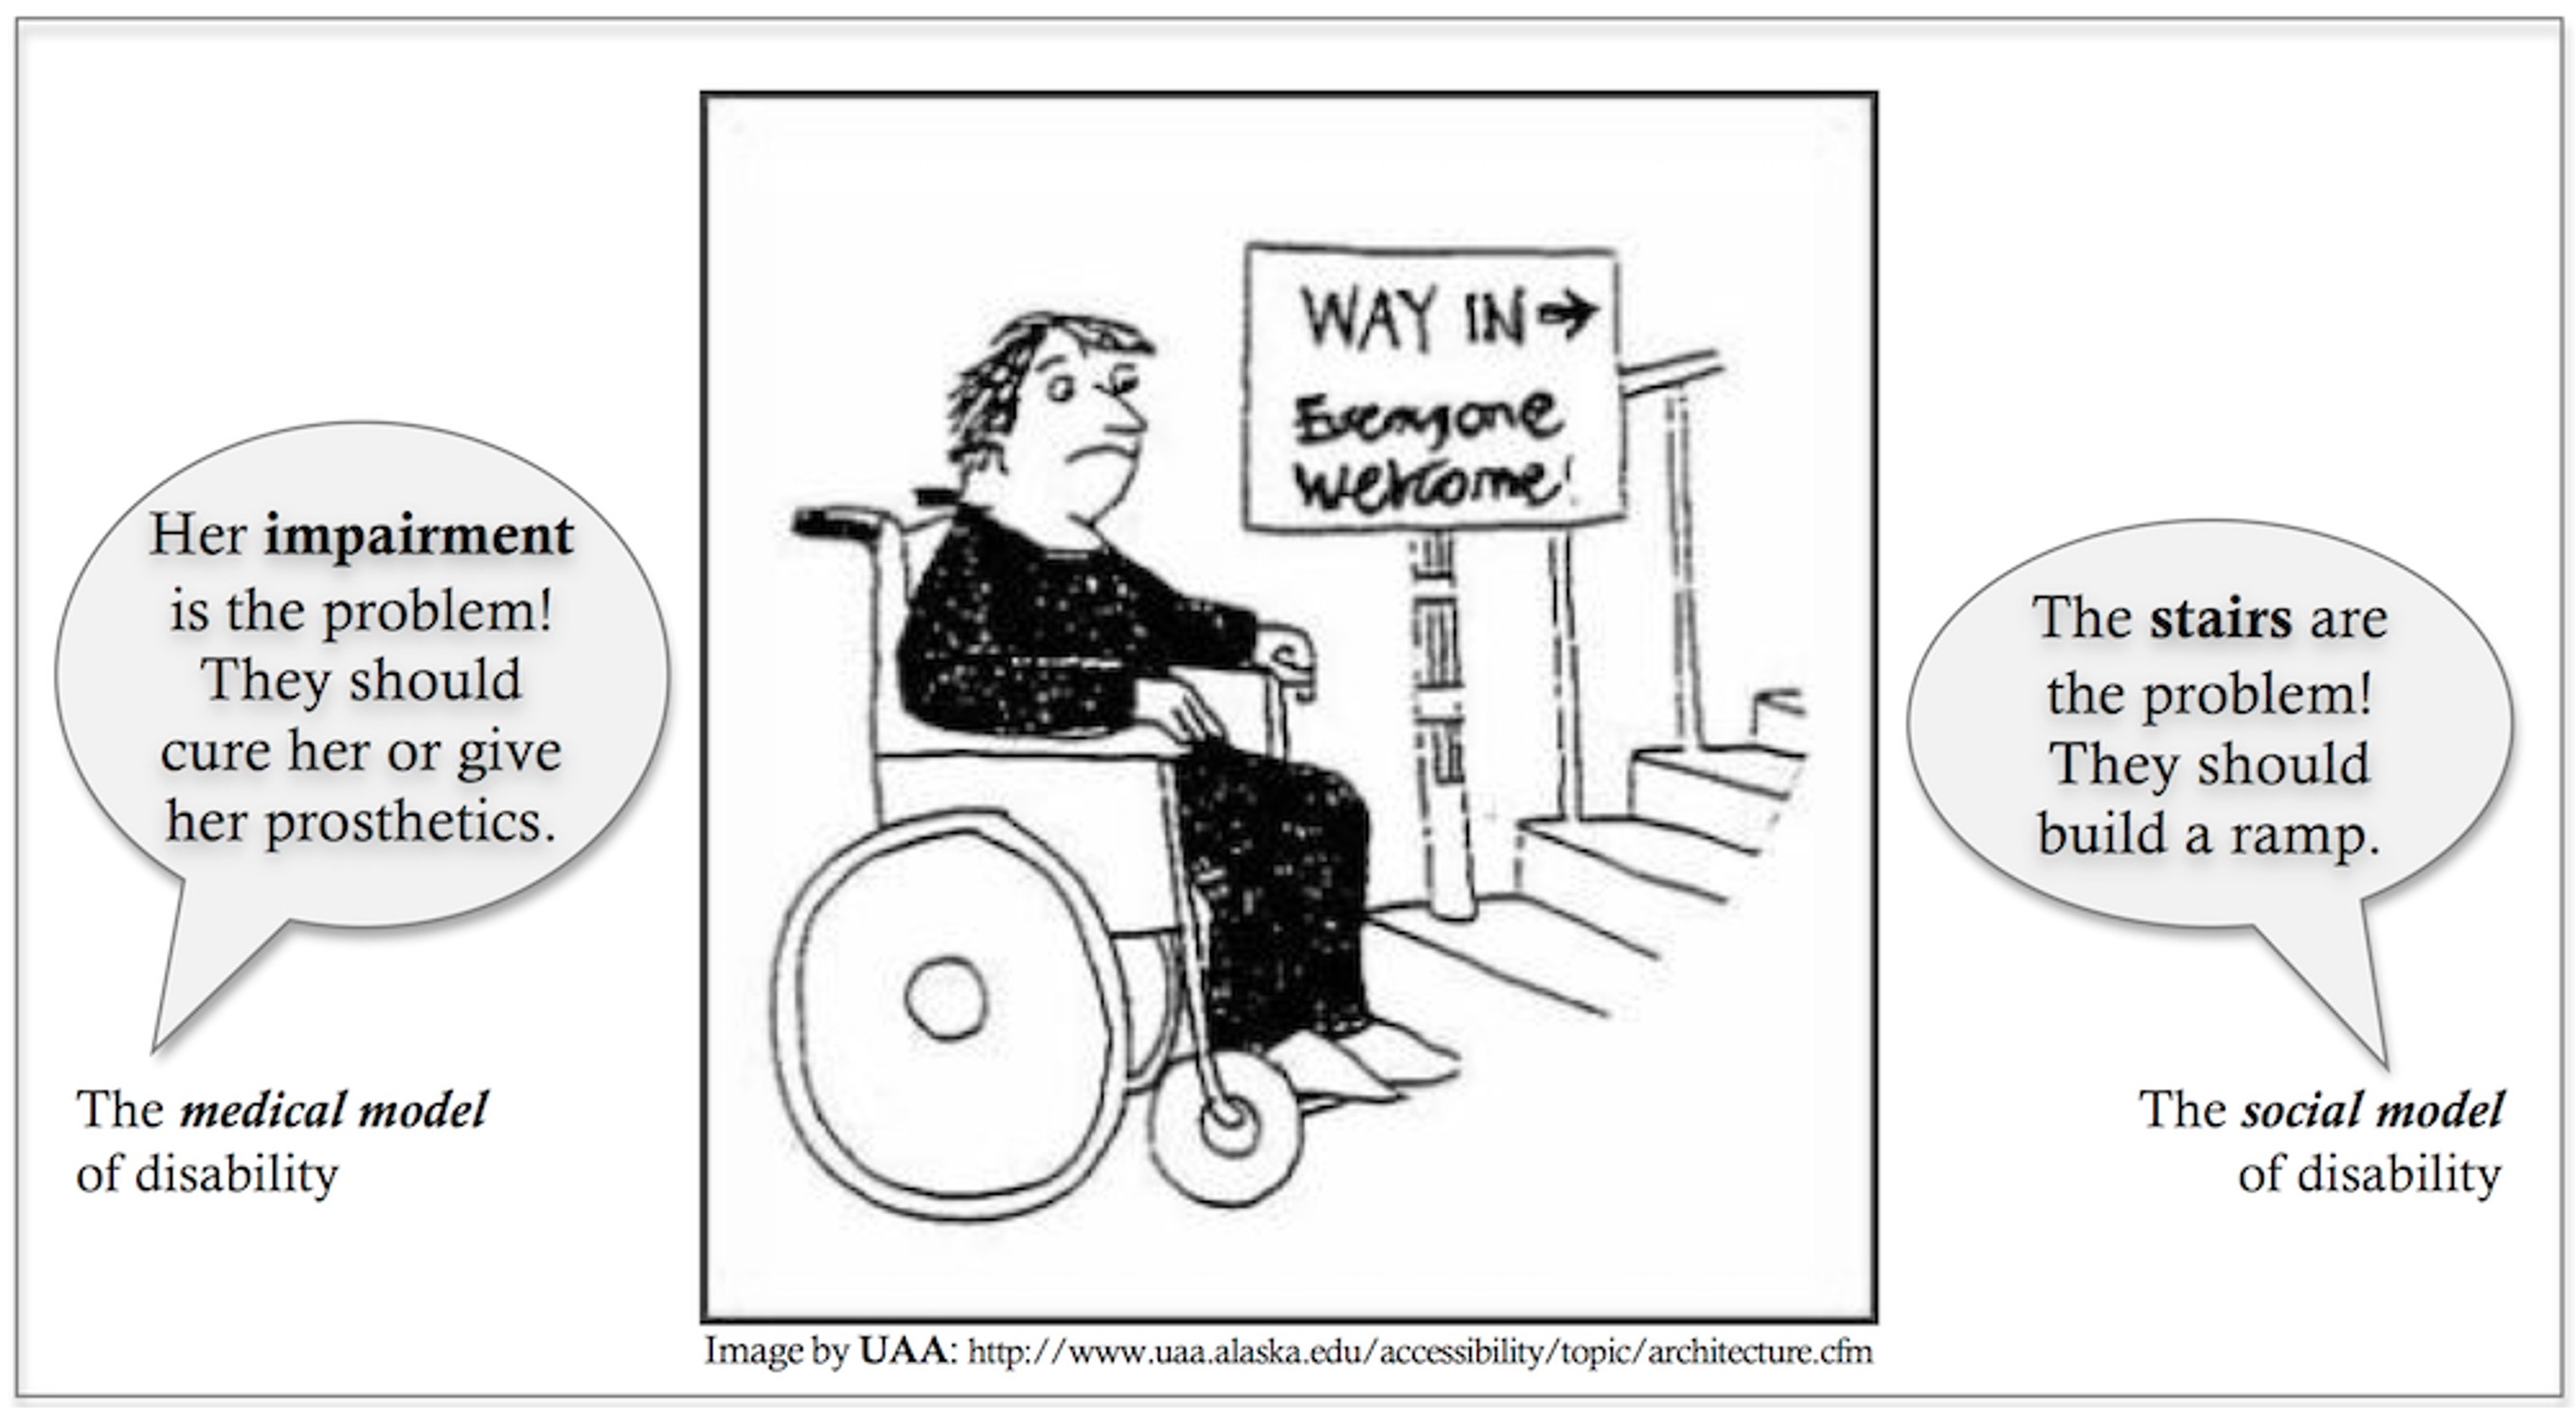 WAY IN→
Everyone
Welcome!
Her impairment
is the problem!
They should
cure her or give
her prosthetics.
The stairs are
the problem!
They should
build a ramp.
The medical model
of disability
The social model
of disability
Image by UAA: http://www.uaa.alaska.edu/accessibility/topic/architecture.cfm